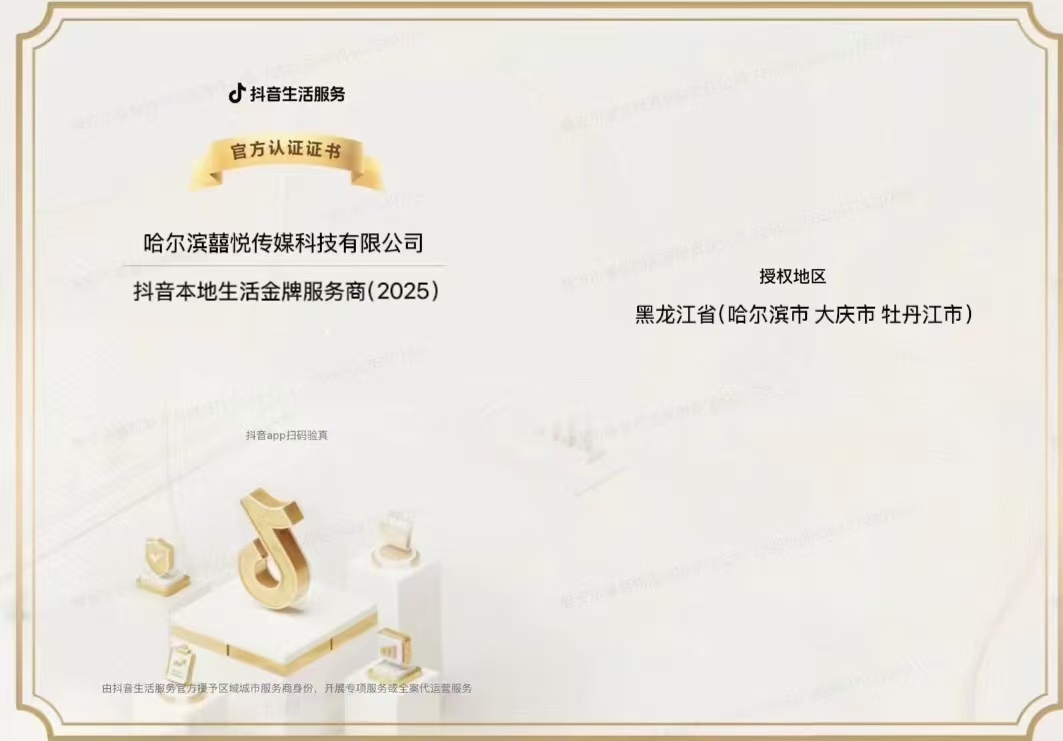 抖音生活服务
官方认证证书
哈尔滨囍悦传媒科技有限公司
抖音本地生活金牌服务商(2025)
抖音app扫码验真
由抖音生活服务官方授予区域城市服务商身份，开展专项服务或全案代运营服务
授权地区
黑龙江省(哈尔滨市 大庆市 牡丹江市)